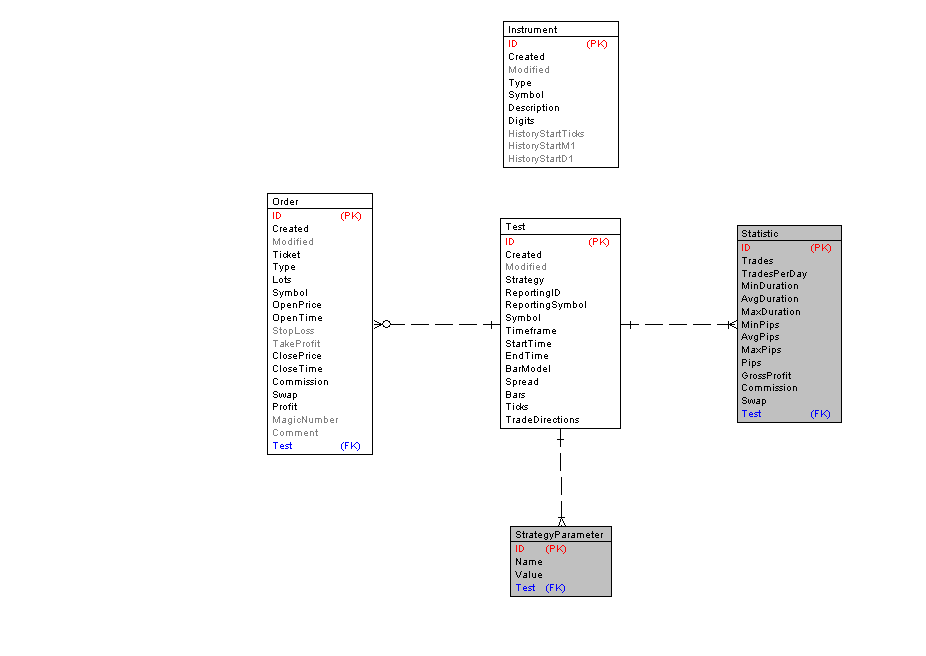 Instrument
ID (PK)
Created
Modified
Type
Symbol
Description
Digits
HistoryStartTicks
HistoryStartM1
HistoryStartD1
Order
ID (PK)
Created
Modified
Ticket
Type
Lots
Symbol
OpenPrice
OpenTime
StopLoss
TakeProfit
ClosePrice
CloseTime
Commission
Swap
Profit
MagicNumber
Comment
Test (FK)
Test
ID (PK)
Created
Modified
Strategy
ReportingID
ReportingSymbol
Symbol
Timeframe
StartTime
EndTime
BarModel
Spread
Bars
Ticks
TradeDirections
Statistic
ID (PK)
Trades
TradesPerDay
MinDuration
AvgDuration
MaxDuration
MinPips
AvgPips
MaxPips
Pips
GrossProfit
Commission
Swap
Test (FK)
StrategyParameter
ID (PK)
Name
Value
Test (FK)